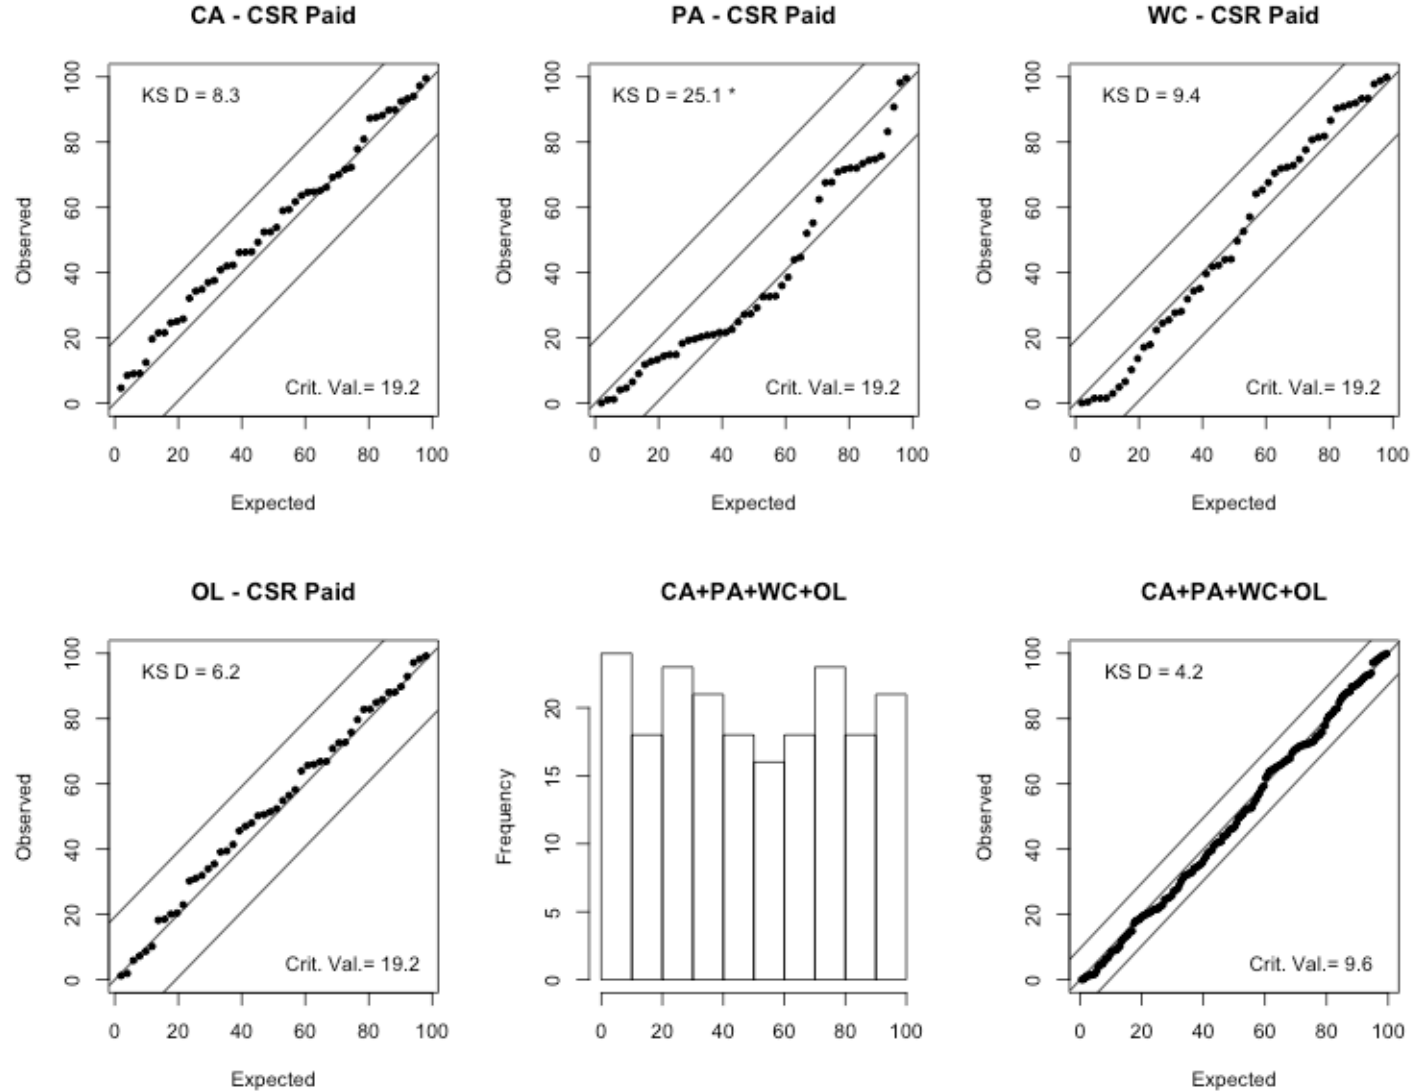 CA - CSR Paid
PA - CSR Paid
WC - CSR Paid
KS D = 8.3
KS D = 25.1 *
KS D = 9.4
Observed
Observed
Observed
0 20 40 60 80 100
0 20 40 60 80 100
0 20 40 60 80 100
Crit. Val.= 19.2
Crit. Val.= 19.2
Crit. Val.= 19.2
0 20 40 60 80 100
0 20 40 60 80 100
0 20 40 60 80 100
Expected
Expected
Expected
OL - CSR Paid
CA+PA+WC+OL
CA+PA+WC+OL
KS D = 6.2
KS D = 4.2
Observed
Frequency
Observed
0 20 40 60 80 100
0 5 10 15 20
0 20 40 60 80 100
Crit. Val.= 19.2
Crit. Val.= 9.6
0 20 40 60 80 100
0 20 40 60 80 100
0 20 40 60 80 100
Expected
Expected